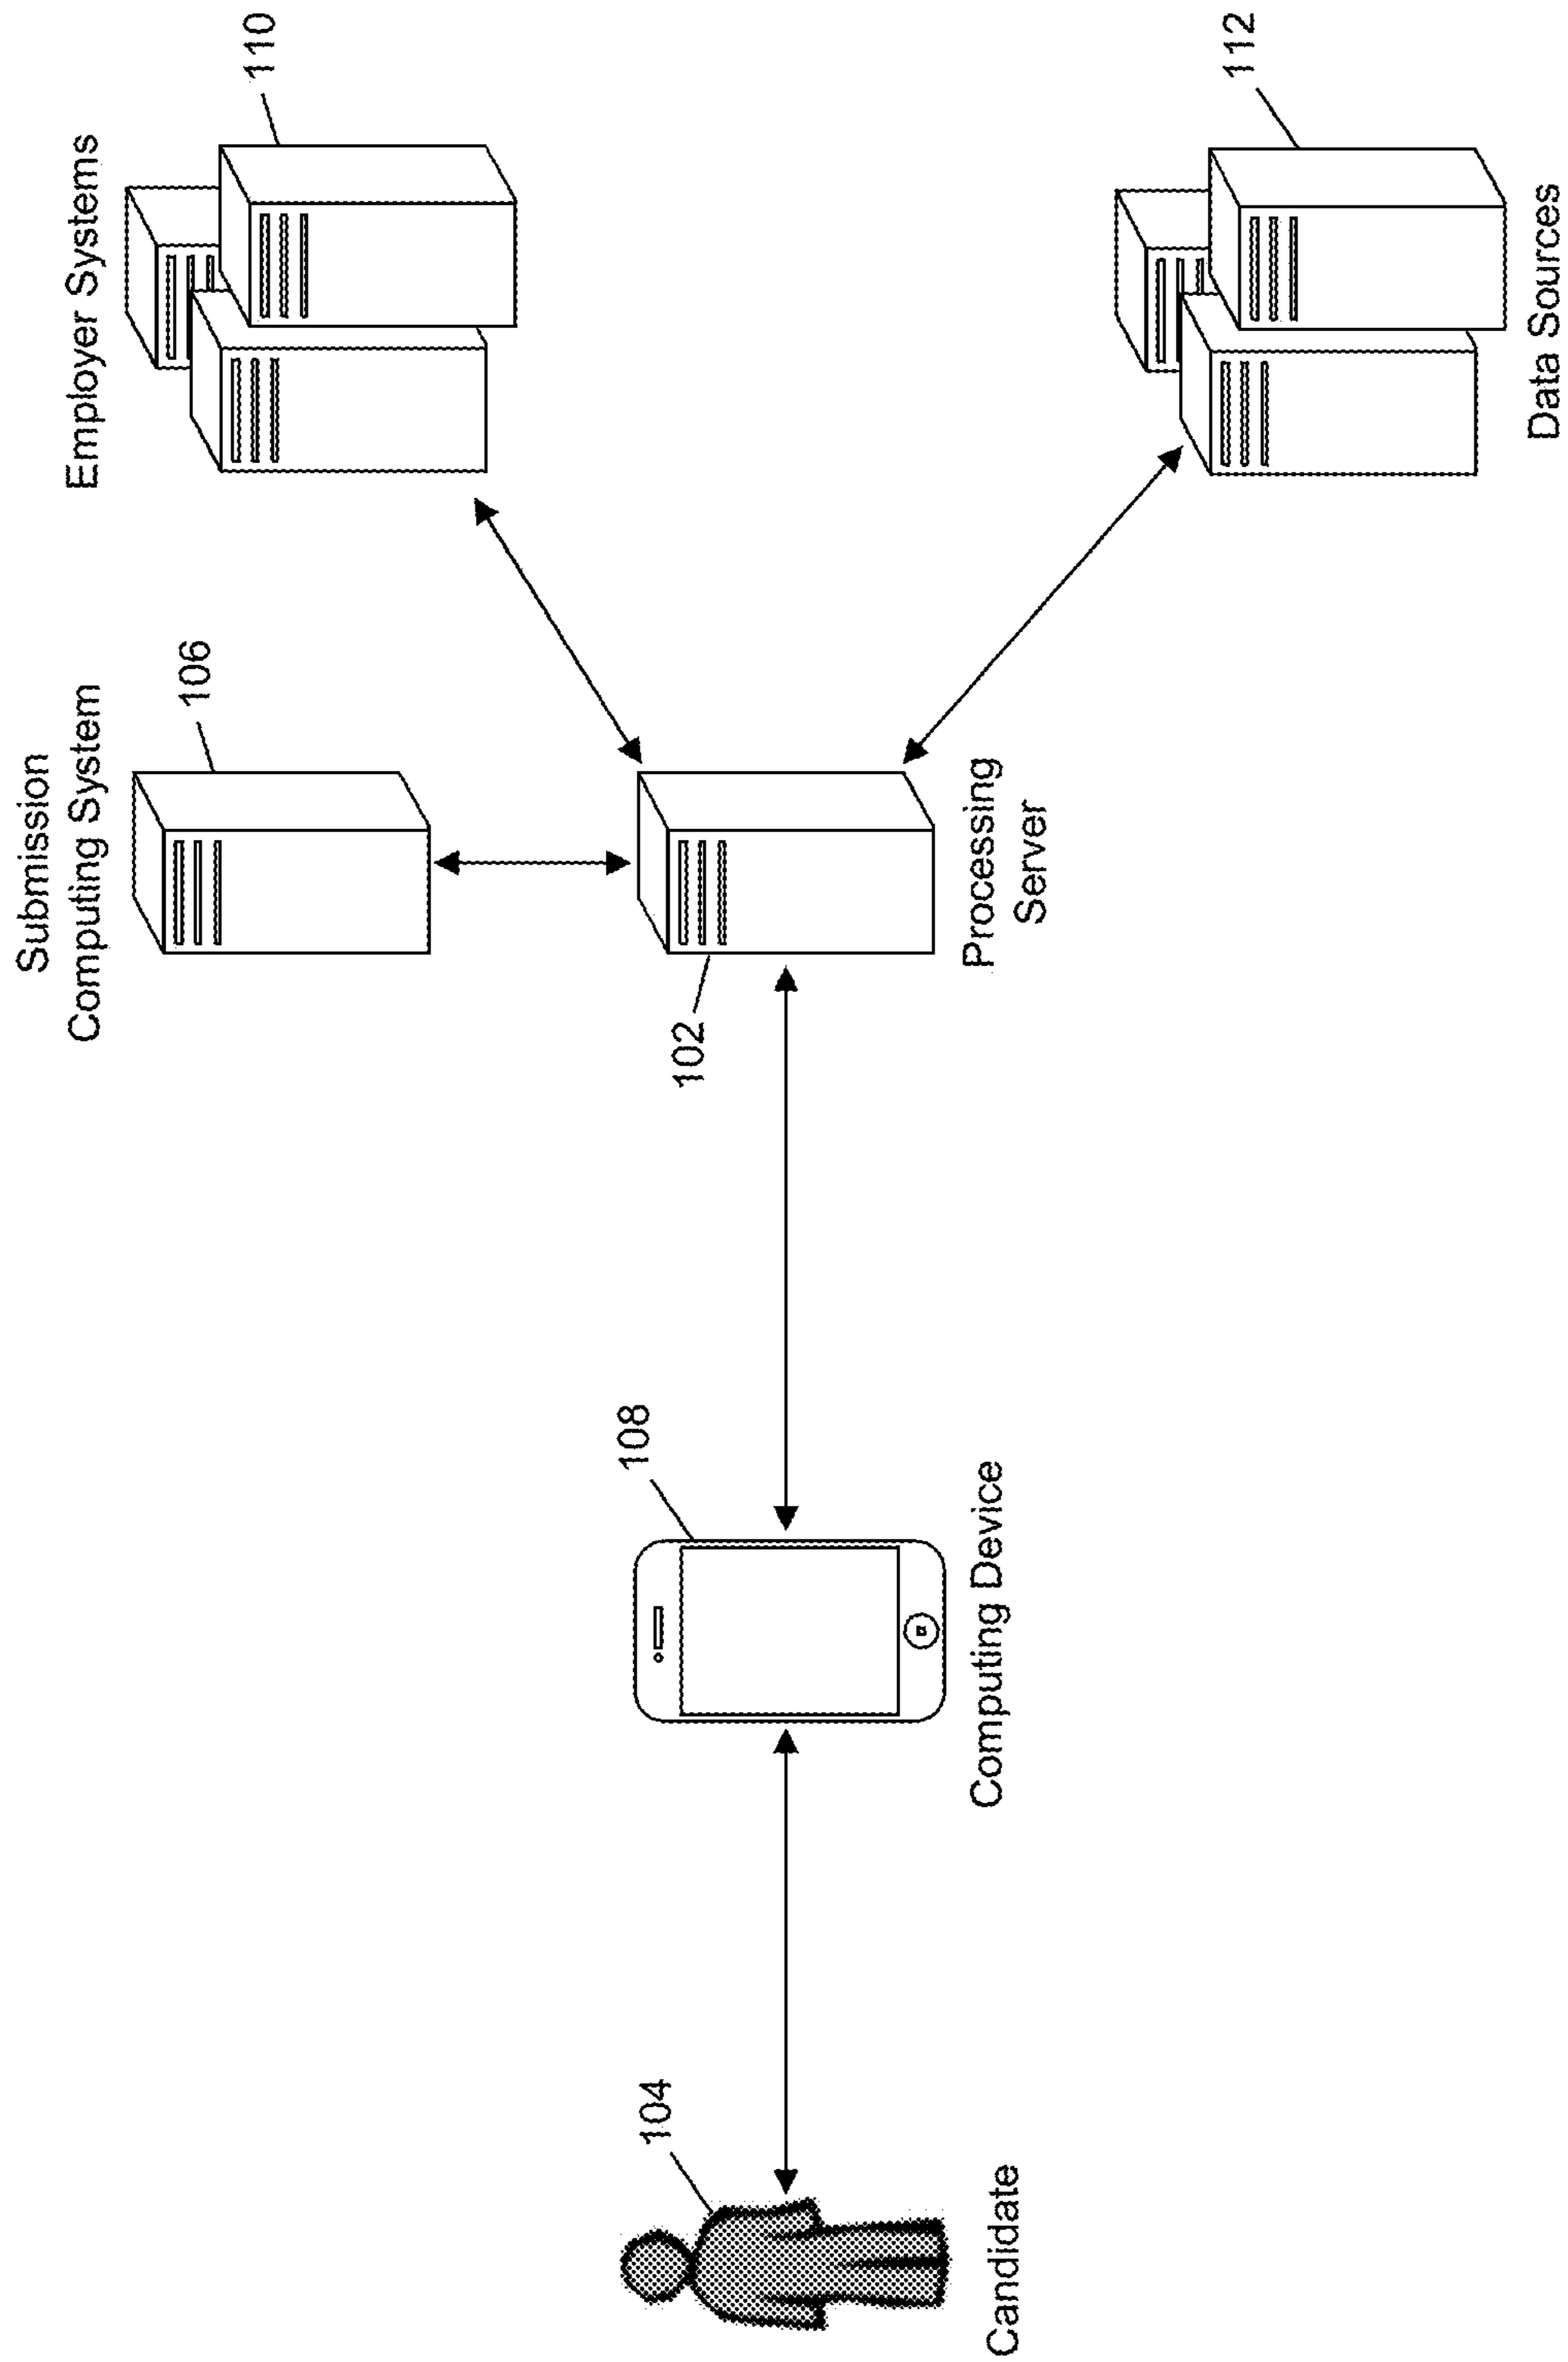 Submission
Computing System
106
Employer Systems
110
104
Candidate
108
Computing Device
102
Processing
Server
112
Data Sources